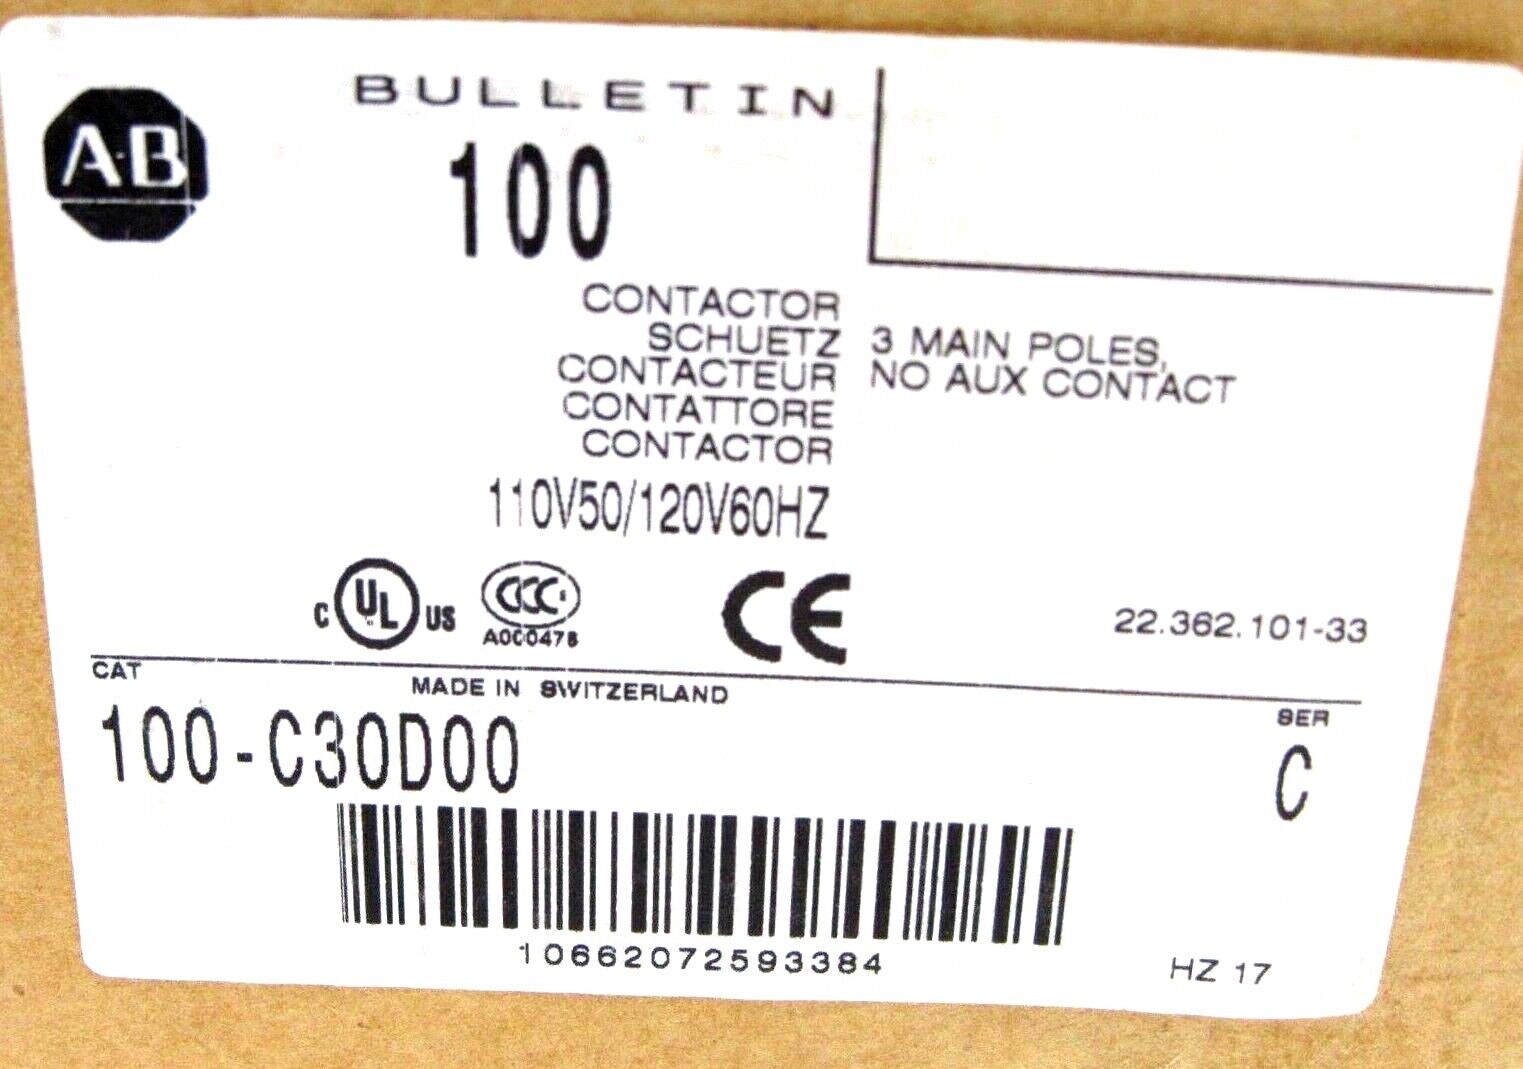 A-B
BULLETIN
100
CONTACTOR
SCHUETZ
CONTACTEUR
CONTATTORE
CONTACTOR
3 MAIN POLES,
NO AUX CONTACT
110V50/120V60HZ
C UL US
CCC
A000478
CE
22.362.101-33
CAT
MADE IN SWITZERLAND
SER
100-C30D00
C
10662072593384
HZ 17